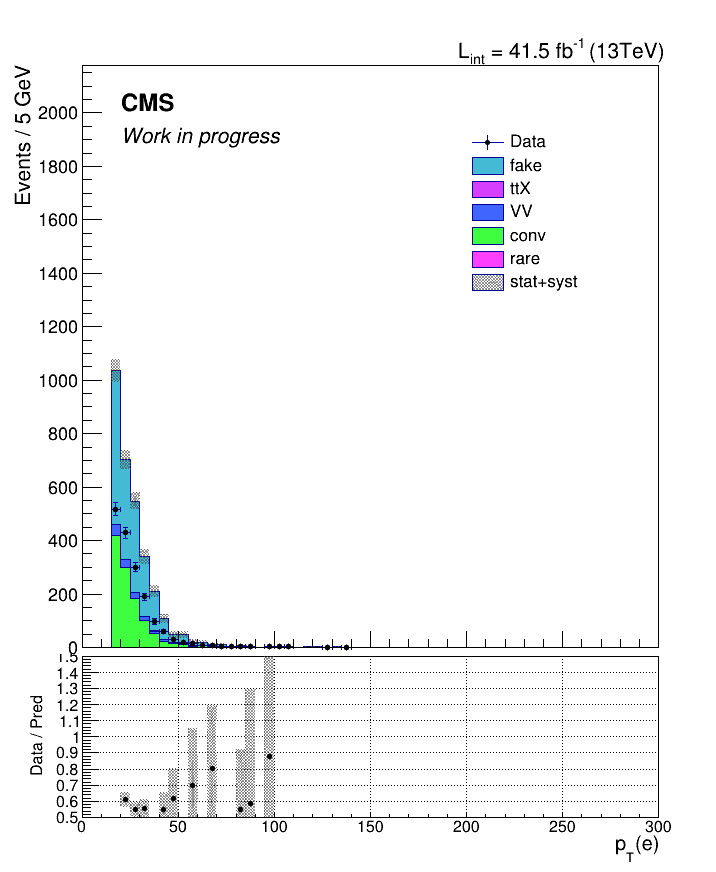 L_int = 41.5 fb^-1 (13TeV)
Events / 5 GeV
CMS
Work in progress
Data
fake
ttX
VV
conv
rare
stat+syst
2000
1800
1600
1400
1200
1000
800
600
400
200
0
Data / Pred
1.5
1.4
1.3
1.2
1.1
1
0.9
0.8
0.7
0.6
0.5
0 50 100 150 200 250 300
p_T(e)